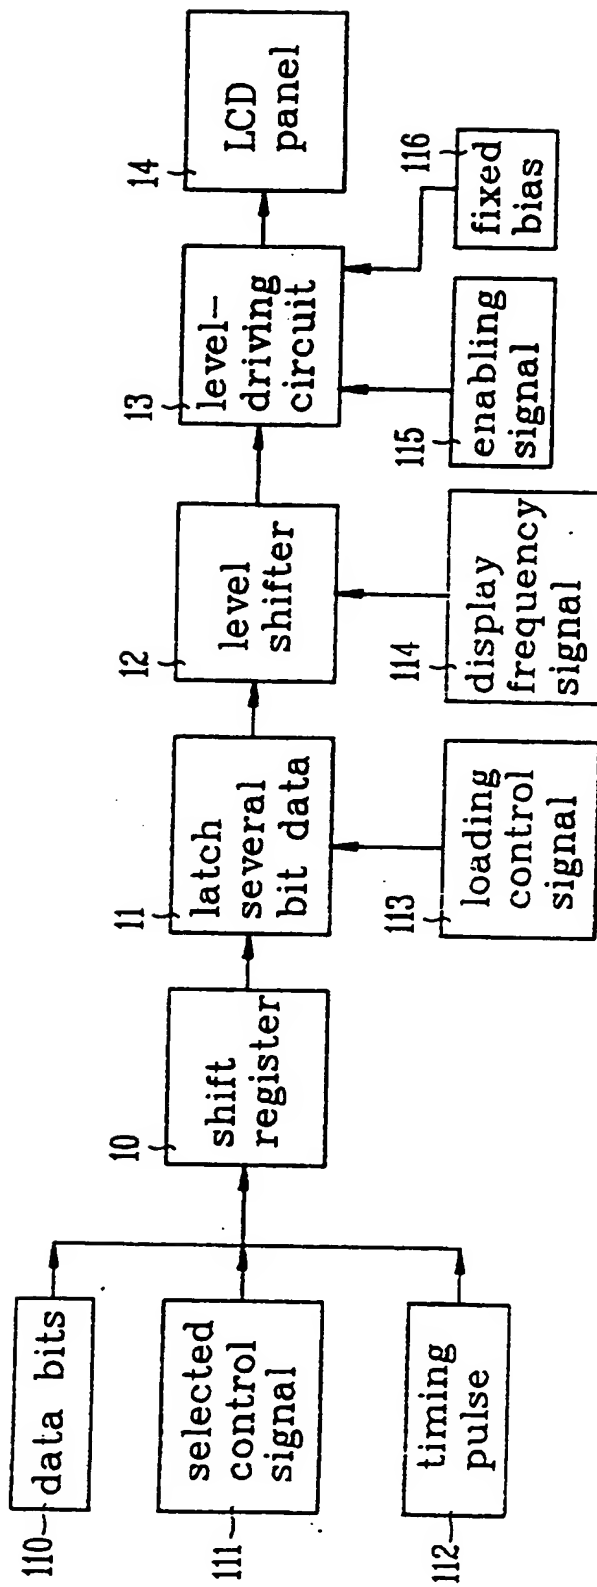 110
data bits
111
selected
control
signal
112
timing
pulse
10
shift
register
11
latch
several
bit data
113
loading
control
signal
12
level
shifter
114
display
frequency
signal
13
level-
driving
circuit
115
enabling
signal
116
fixed
bias
14
LCD
panel